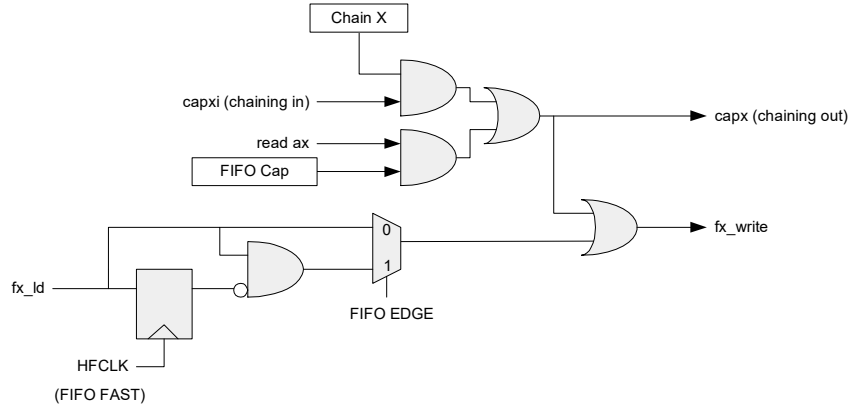 Chain X
capxi (chaining in)
capx (chaining out)
read ax
FIFO Cap
0
fx_write
1
fx_ld
FIFO EDGE
HFCLK
(FIFO FAST)